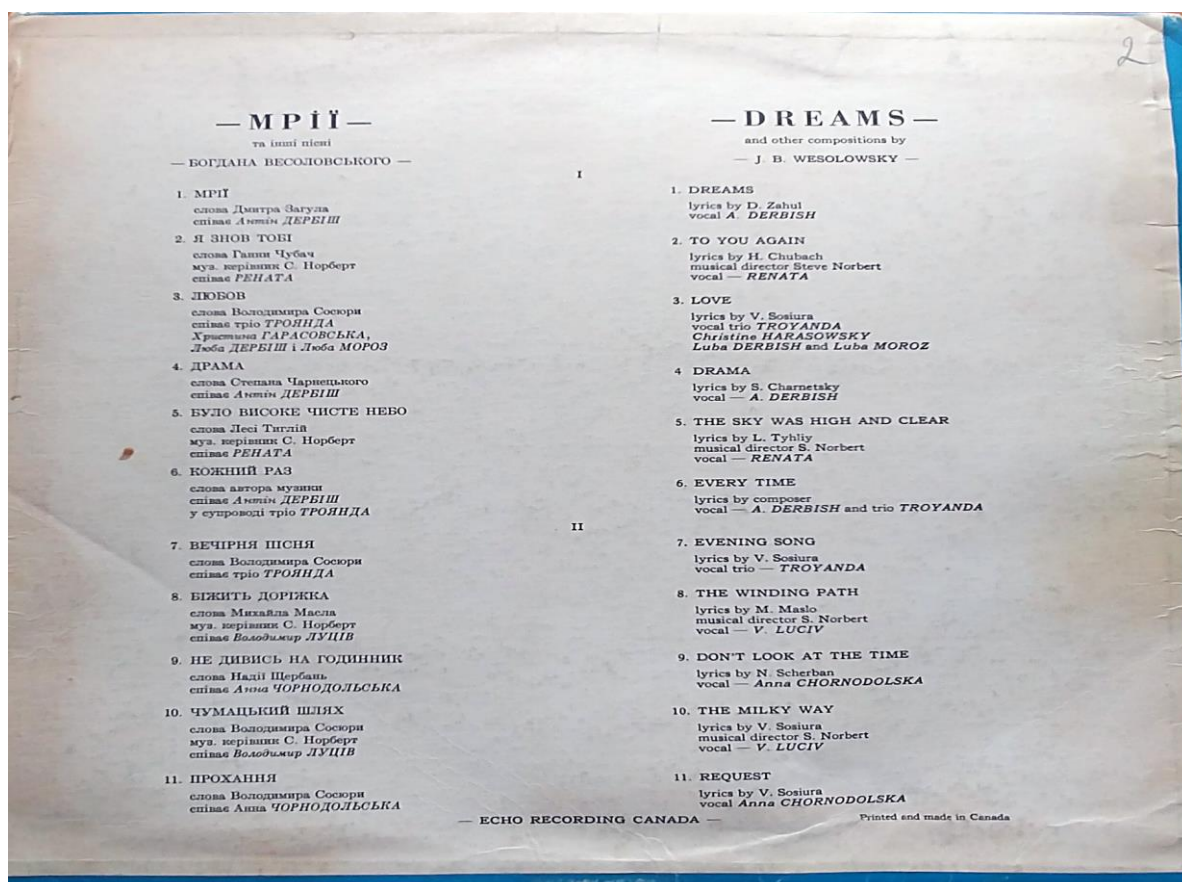 2
— МРІЇ —
та інші пісні
— БОГДАНА ВЕСОЛОВСЬКОГО —
I
1. МРІЇ
слова Дмитра Загула
співає Антін ДЕРБІШ
2. Я ЗНОВ ТОБІ
слова Ганни Чубач
муз. керівник С. Норберт
співає РЕНАТА
3. ЛЮБОВ
слова Володимира Сосюри
співає тріо ТРОЯНДА
Христина ГАРАСОВСЬКА,
Люба ДЕРБІШ і Люба МОРОЗ
4. ДРАМА
слова Степана Чарнецького
співає Антін ДЕРБІШ
5. БУЛО ВИСОКЕ ЧИСТЕ НЕБО
слова Лесі Тиглій
муз. керівник С. Норберт
співає РЕНАТА
6. КОЖНИЙ РАЗ
слова автора музики
співає Антін ДЕРБІШ
у супроводі тріо ТРОЯНДА
II
7. ВЕЧІРНЯ ПІСНЯ
слова Володимира Сосюри
співає тріо ТРОЯНДА
8. БІЖИТЬ ДОРІЖКА
слова Михайла Масла
муз. керівник С. Норберт
співає Володимир ЛУЦІВ
9. НЕ ДИВИСЬ НА ГОДИННИК
слова Надії Щербань
співає Анна ЧОРНОДОЛЬСЬКА
10. ЧУМАЦЬКИЙ ШЛЯХ
слова Володимира Сосюри
муз. керівник С. Норберт
співає Володимир ЛУЦІВ
11. ПРОХАННЯ
слова Володимира Сосюри
співає Анна ЧОРНОДОЛЬСЬКА
— DREAMS —
and other compositions by
— J. B. WESOLOWSKY —
1. DREAMS
lyrics by D. Zahul
vocal A. DERBISH
2. TO YOU AGAIN
lyrics by H. Chubach
musical director Steve Norbert
vocal — RENATA
3. LOVE
lyrics by V. Sosiura
vocal trio TROYANDA
Christine HARASOWSKY
Luba DERBISH and Luba MOROZ
4 DRAMA
lyrics by S. Charnetsky
vocal — A. DERBISH
5. THE SKY WAS HIGH AND CLEAR
lyrics by L. Tyhliy
musical director S. Norbert
vocal — RENATA
6. EVERY TIME
lyrics by composer
vocal — A. DERBISH and trio TROYANDA
7. EVENING SONG
lyrics by V. Sosiura
vocal trio — TROYANDA
8. THE WINDING PATH
lyrics by M. Maslo
musical director S. Norbert
vocal — V. LUCIV
9. DON'T LOOK AT THE TIME
lyrics by N. Scherban
vocal — Anna CHORNODOLSKA
10. THE MILKY WAY
lyrics by V. Sosiura
musical director S. Norbert
vocal — V. LUCIV
11. REQUEST
lyrics by V. Sosiura
vocal Anna CHORNODOLSKA
— ECHO RECORDING CANADA —
Printed and made in Canada